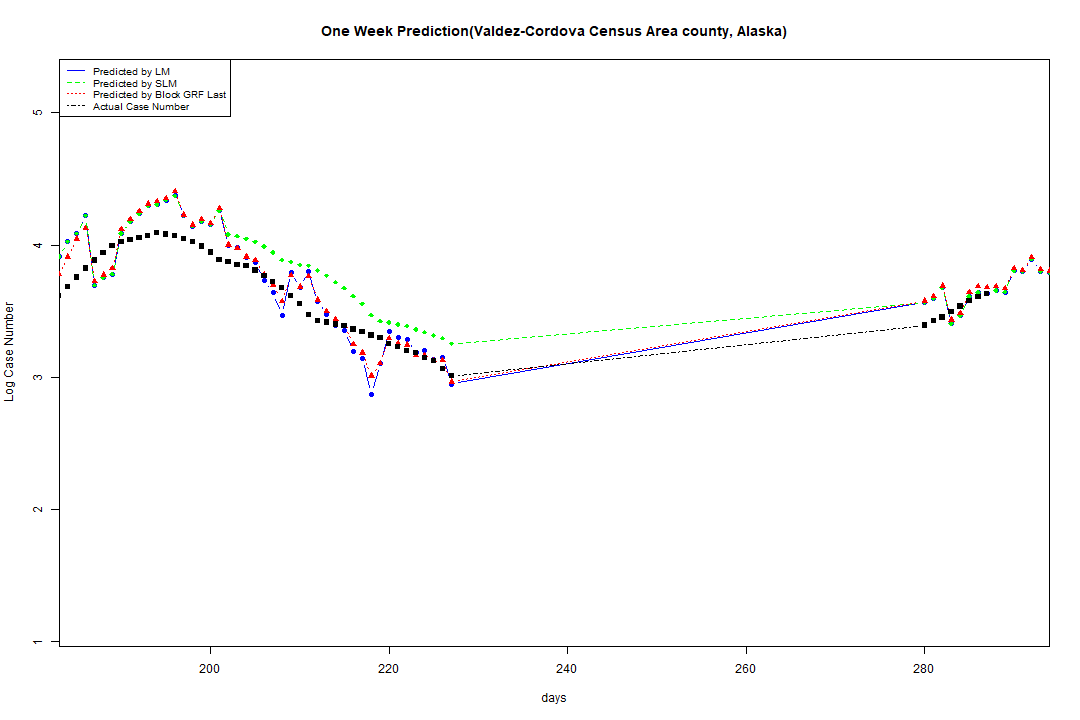 One Week Prediction(Valdez-Cordova Census Area county, Alaska)
Predicted by LM
Predicted by SLM
Predicted by Block GRF Last
Actual Case Number
5
4
3
2
1
Log Case Number
200 220 240 260 280
days